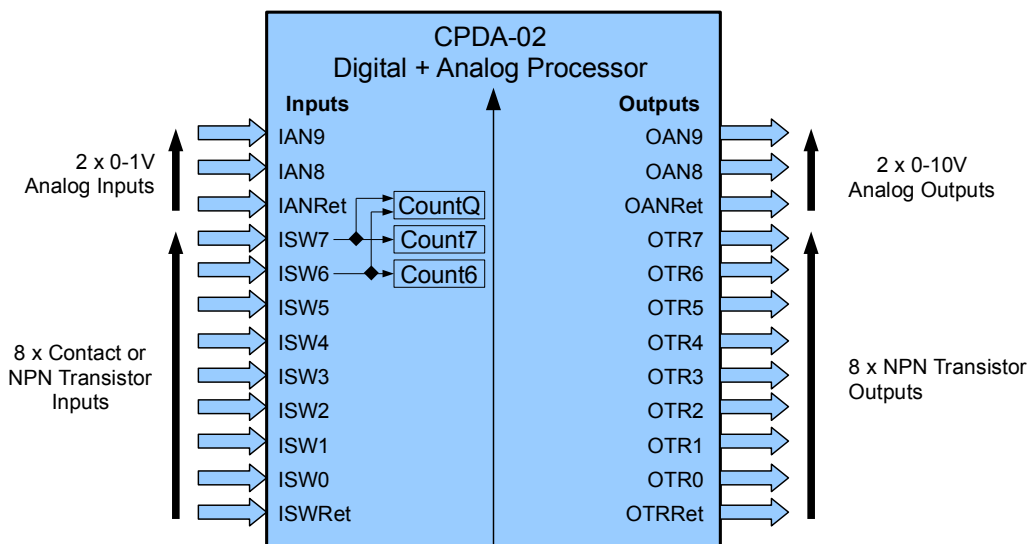 CPDA-02
Digital + Analog Processor
Inputs
Outputs
IAN9
IAN8
IANRet
ISW7
ISW6
ISW5
ISW4
ISW3
ISW2
ISW1
ISW0
ISWRet
CountQ
Count7
Count6
OAN9
OAN8
OANRet
OTR7
OTR6
OTR5
OTR4
OTR3
OTR2
OTR1
OTR0
OTRRet
2 x 0-1V
Analog Inputs
8 x Contact or
NPN Transistor
Inputs
2 x 0-10V
Analog Outputs
8 x NPN Transistor
Outputs